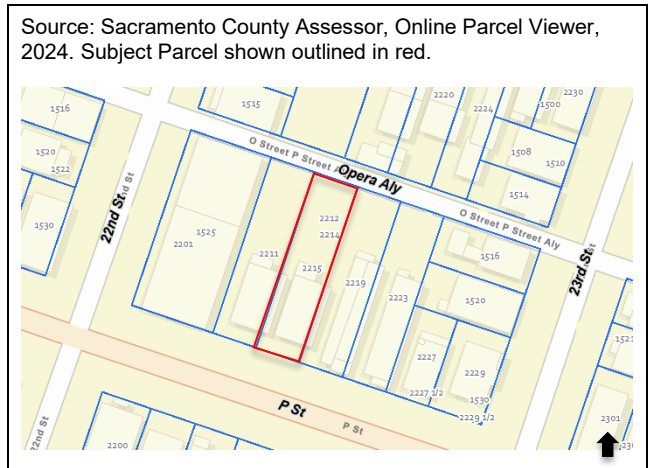 Source: Sacramento County Assessor, Online Parcel Viewer,
2024. Subject Parcel shown outlined in red.
1516
1515
2220
2224
2230
1500
O Street P Street
Opera Aly
1520
1522
1508
1510
1514
1530
22nd St
2201
1525
2211
2212
2214
2215
2219
2223
O Street P Street Aly
1516
1520
23rd St
2227
2227 1/2
2229
1530
2229 1/2
P St
P St
22nd St
2200
2301